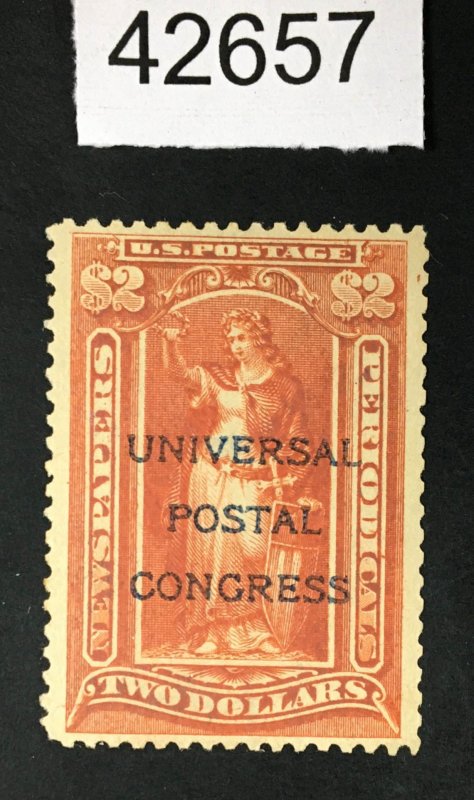 42657
U.S. POSTAGE
$2 $2
NEWSPAPERS
PERIODICALS
UNIVERSAL
POSTAL
CONGRESS
TWO DOLLARS